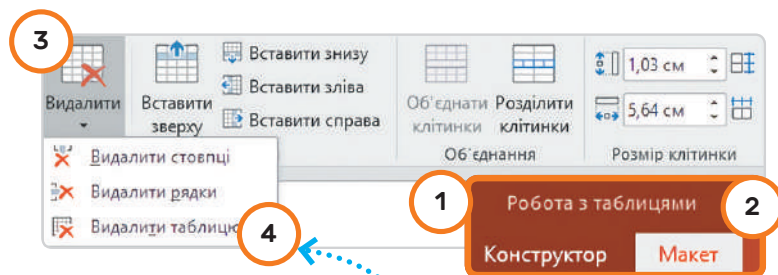 3
Видалити
Вставити зверху
Вставити знизу
Вставити зліва
Вставити справа
Об'єднати клітинки
Розділити клітинки
Об'єднання
1,03 см
5,64 см
Розмір клітинки
Видалити стовпці
Видалити рядки
Видалити таблицю
4
1
Робота з таблицями
2
Конструктор
Макет